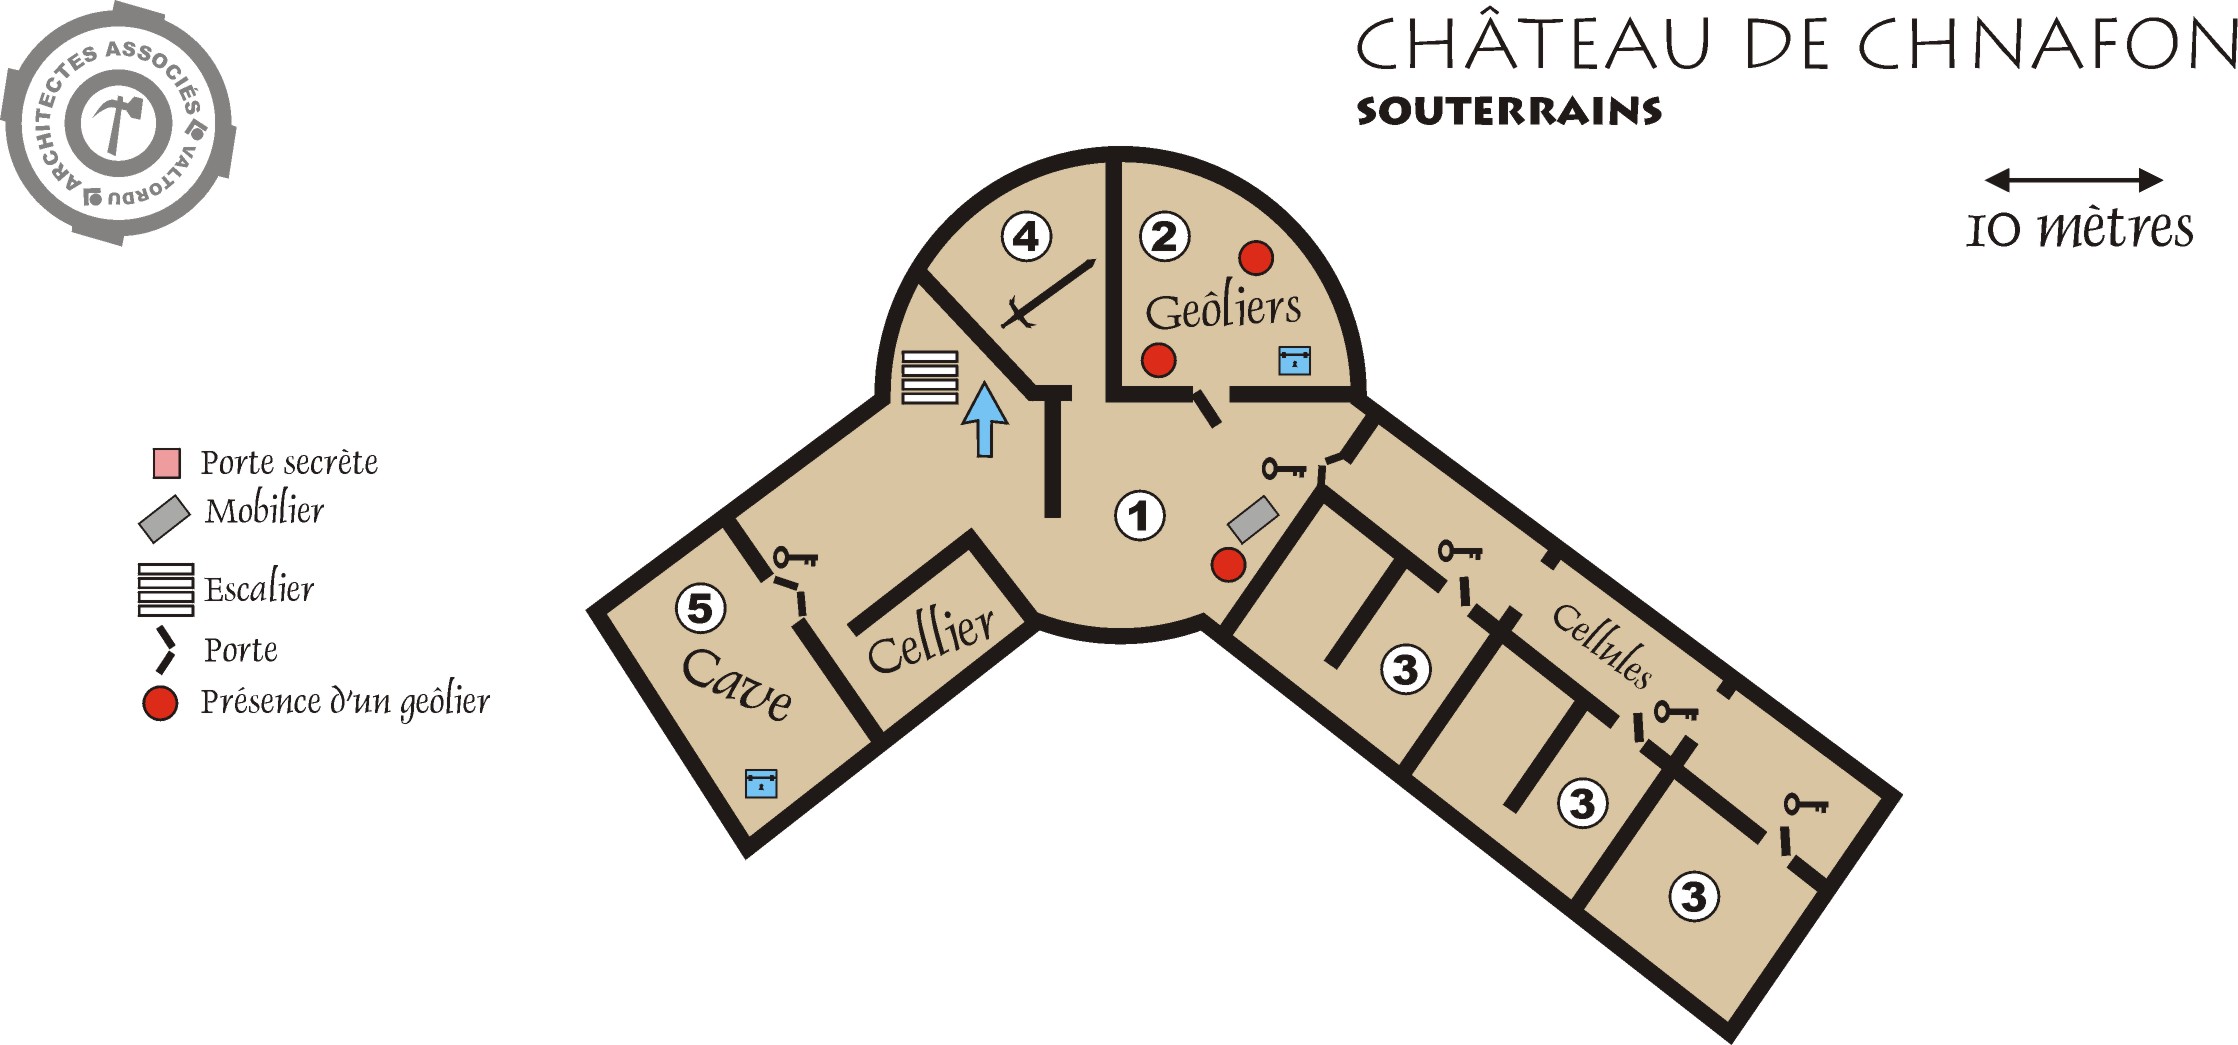 ARCHITECTES ASSOCIÉS
VALTORDU
CHÂTEAU DE CHNAFON
SOUTERRAINS
10 mètres
4
2
Geôliers
1
Porte secrète
Mobilier
Escalier
Porte
Présence d'un geôlier
5
Cave
Cellier
Cellules
3
3
3